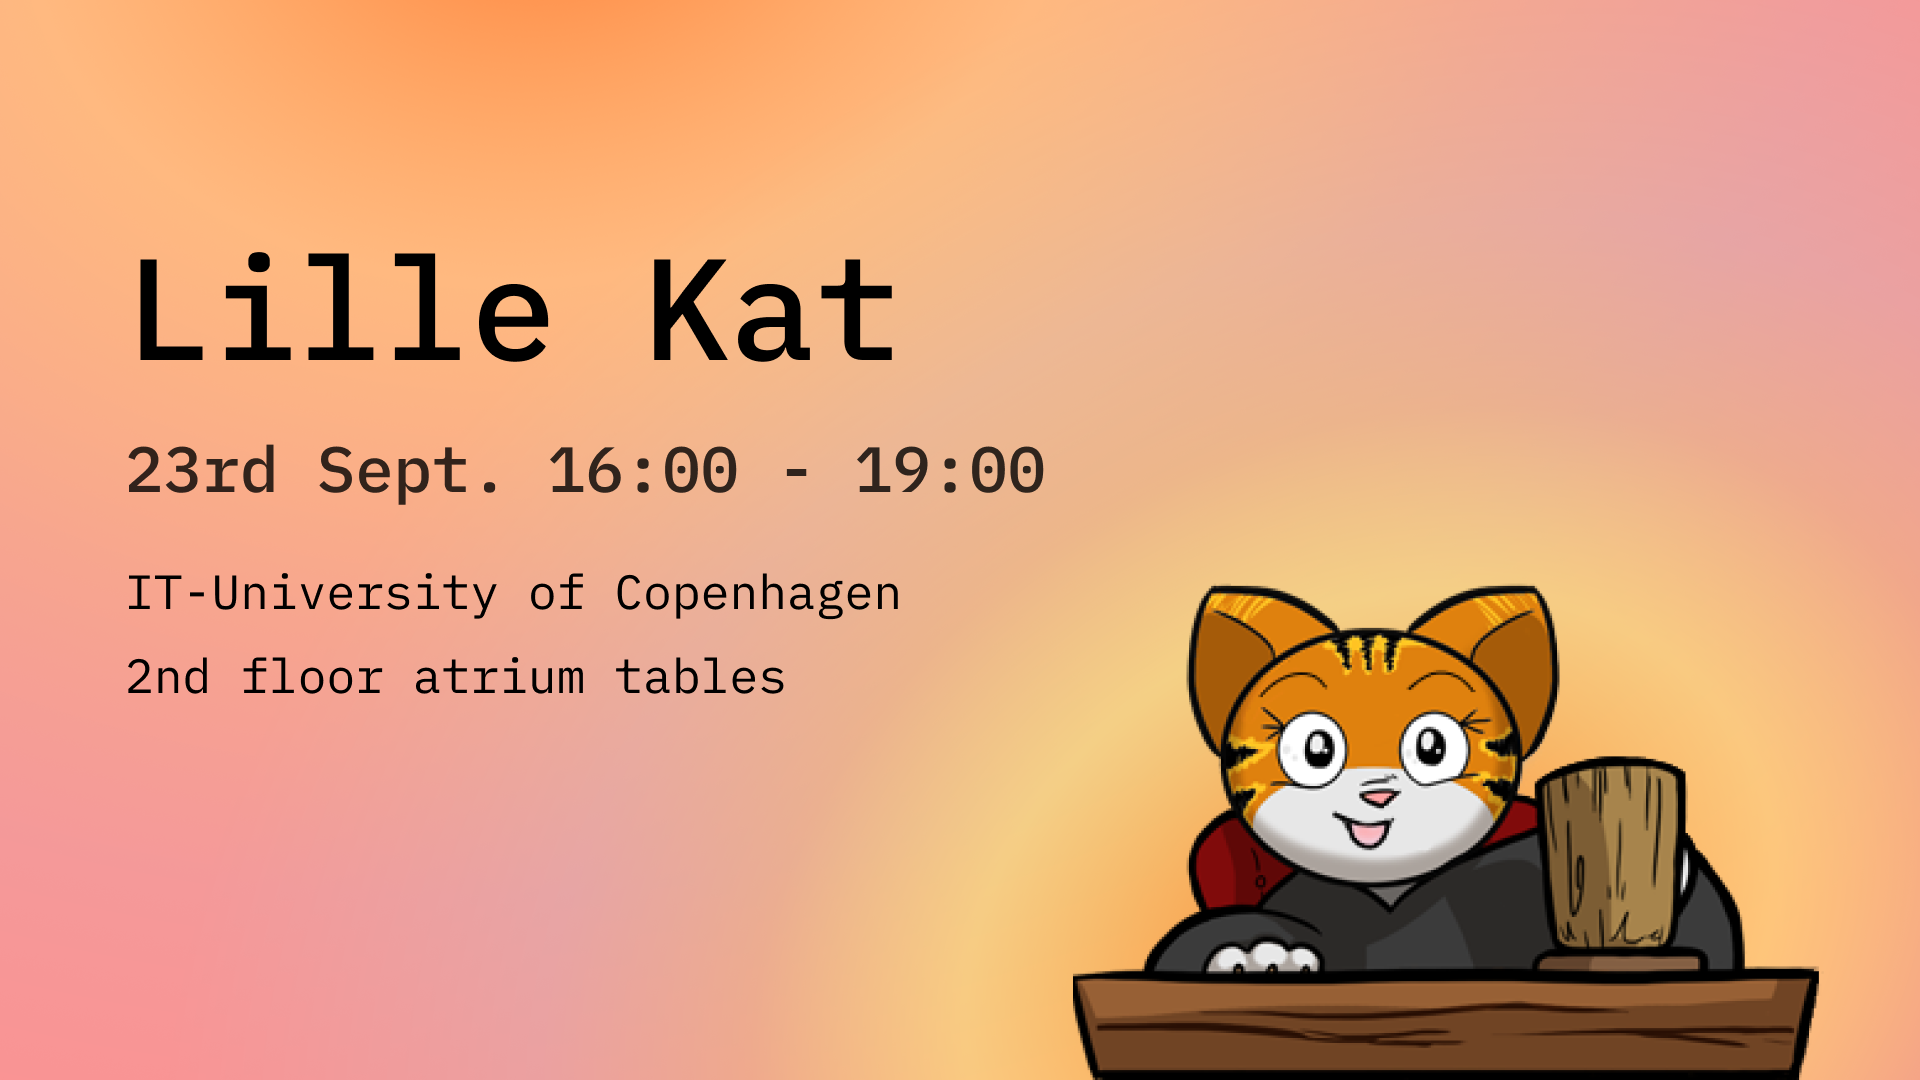 Lille Kat
23rd Sept. 16:00 - 19:00
IT-University of Copenhagen
2nd floor atrium tables